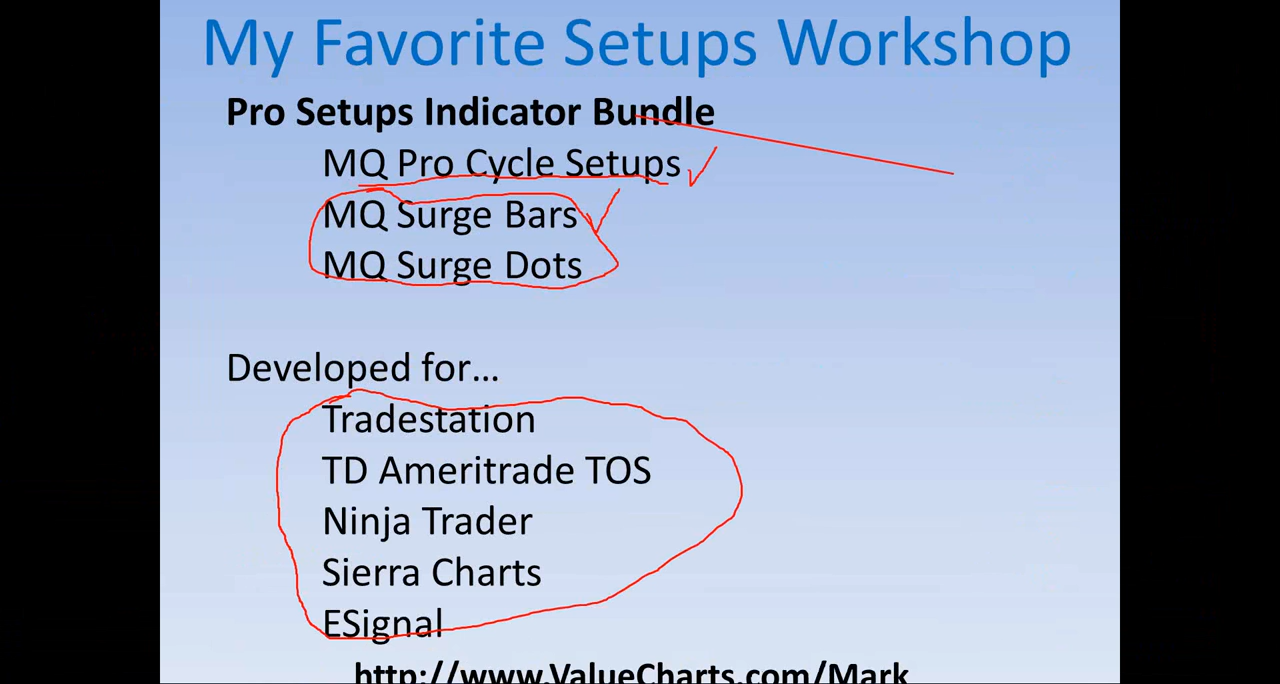 My Favorite Setups Workshop
Pro Setups Indicator Bundle
MQ Pro Cycle Setups
MQ Surge Bars
MQ Surge Dots
Developed for...
Tradestation
TD Ameritrade TOS
Ninja Trader
Sierra Charts
ESignal
http://www.ValueCharts.com/Mark